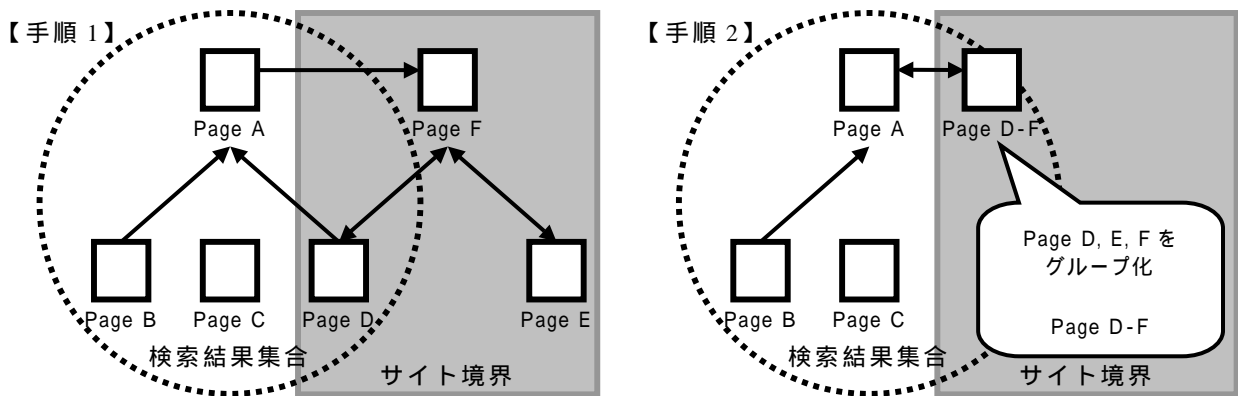 【手順 1】
Page A
Page F
Page B
Page C
Page D
Page E
検索結果集合
サイト境界
【手順 2】
Page A
Page D-F
Page D, E, F を
グループ化
Page D-F
Page B
Page C
検索結果集合
サイト境界